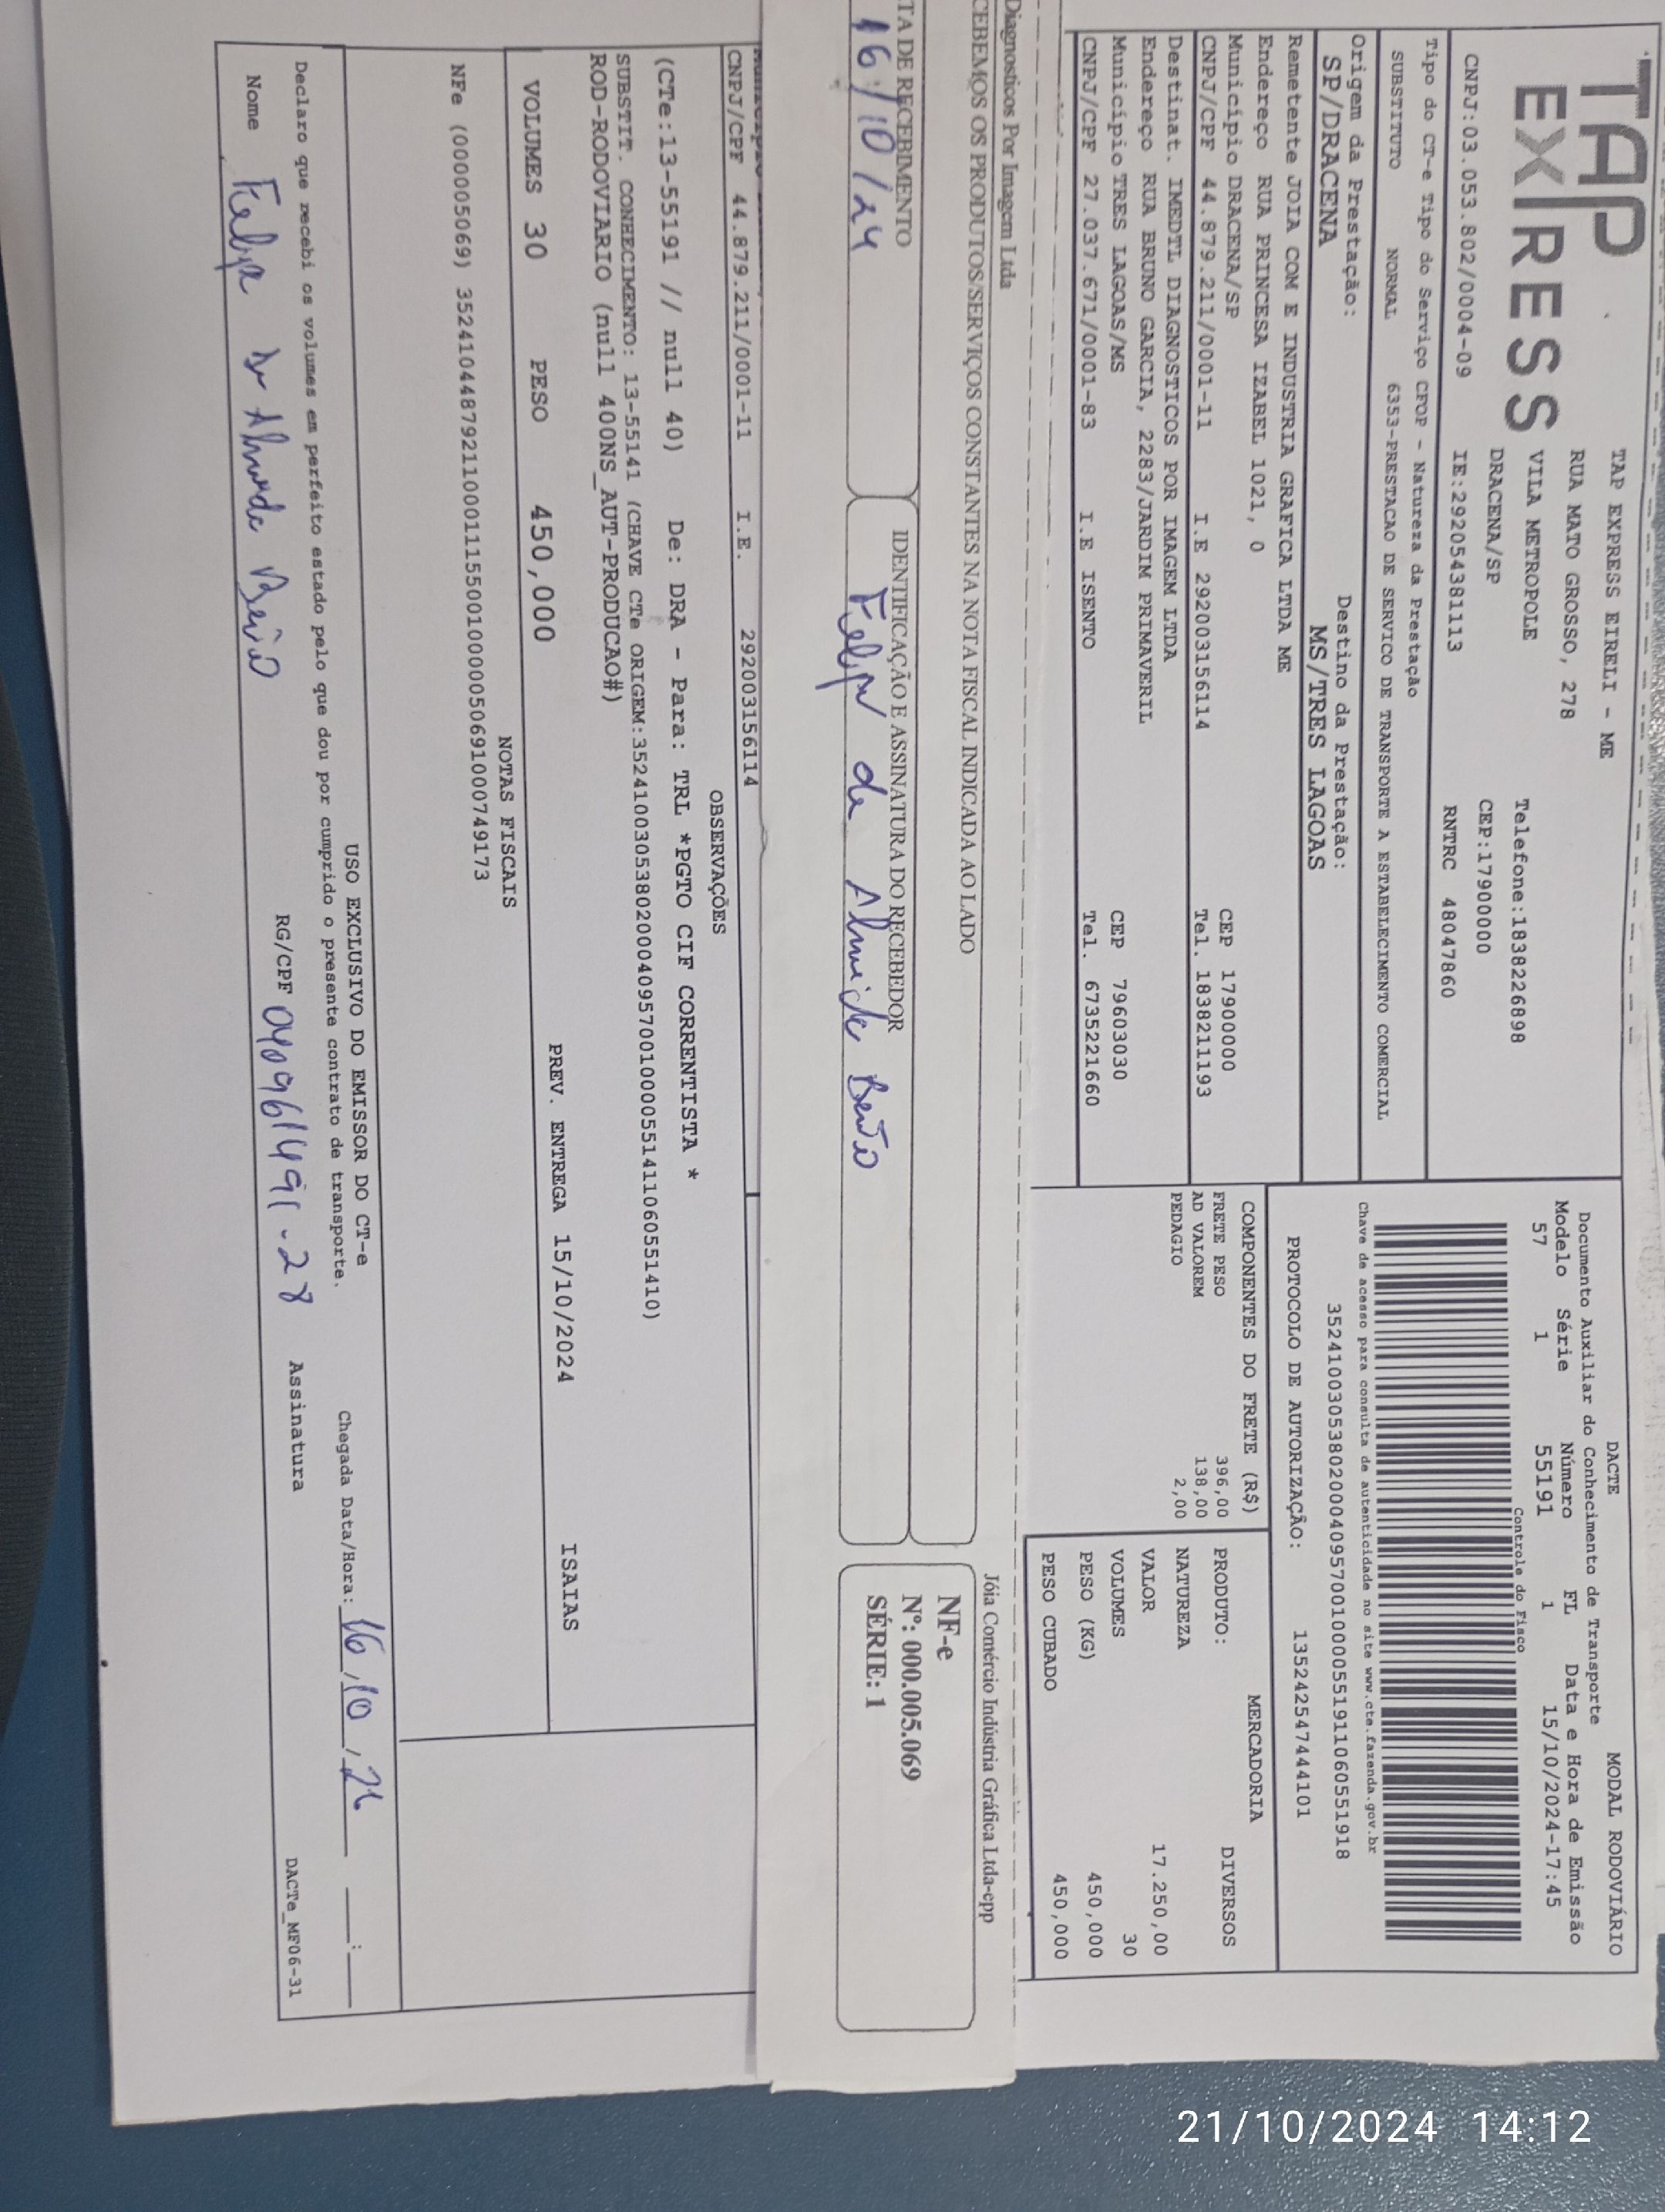 TAP
EXPRESS
TAP EXPRESS EIRELI - ME
RUA MATO GROSSO, 278
VILA METROPOLE Telefone:1838226898
DRACENA/SP CEP:17900000
CNPJ:03.053.802/0004-09 IE:292054381113 RNTRC 48047860
DACTE MODAL RODOVIÁRIO
Documento Auxiliar do Conhecimento de Transporte
Modelo Série Número FL Data e Hora de Emissão
57 1 55191 1 15/10/2024-17:45
Controle do Fisco
Tipo do CT-e Tipo do Serviço CFOP - Natureza da Prestação
SUBSTITUTO NORMAL 6353-PRESTACAO DE SERVICO DE TRANSPORTE A ESTABELECIMENTO COMERCIAL
Chave de acesso para consulta de autenticidade no site www.cte.fazenda.gov.br
35241003053802000409570010000551911060551918
Origem da Prestação: Destino da Prestação:
SP/DRACENA MS/TRES LAGOAS
PROTOCOLO DE AUTORIZAÇÃO: 135242547444101
Remetente JOIA COM E INDUSTRIA GRAFICA LTDA ME
Endereço RUA PRINCESA IZABEL 1021, 0
Município DRACENA/SP CEP 17900000
CNPJ/CPF 44.879.211/0001-11 I.E 292003156114 Tel. 1838211193
Destinat. IMEDTL DIAGNOSTICOS POR IMAGEM LTDA
Endereço RUA BRUNO GARCIA, 2283/JARDIM PRIMAVERIL
Município TRES LAGOAS/MS CEP 79603030
CNPJ/CPF 27.037.671/0001-83 I.E ISENTO Tel. 6735221660
COMPONENTES DO FRETE (R$)
FRETE PESO 396,00
AD VALOREM 138,00
PEDAGIO 2,00
MERCADORIA
PRODUTO: DIVERSOS
NATUREZA
VALOR 17.250,00
VOLUMES 30
PESO (KG) 450,000
PESO CUBADO 450,000
Diagnosticos Por Imagem Ltda
Jóia Comércio Indústria Gráfica Ltda-epp
CEBEMOS OS PRODUTOS/SERVIÇOS CONSTANTES NA NOTA FISCAL INDICADA AO LADO
TA DE RECEBIMENTO IDENTIFICAÇÃO E ASSINATURA DO RECEBEDOR
16/10/24 Felipe de Almeida Bento
NF-e
Nº: 000.005.069
SÉRIE: 1
CNPJ/CPF 44.879.211/0001-11 I.E. 292003156114
OBSERVAÇÕES
(CTe:13-55191 // null 40) De: DRA - Para: TRL *PGTO CIF CORRENTISTA *
SUBSTIT. CONHECIMENTO: 13-55141 (CHAVE CTe ORIGEM:35241003053802000409570010000551411060551410)
ROD-RODOVIARIO (null 400NS_AUT-PRODUCAO#)
VOLUMES 30 PESO 450,000 PREV. ENTREGA 15/10/2024 ISAIAS
NOTAS FISCAIS
NFe (000005069) 35241044879211000111550010000050691000749173
USO EXCLUSIVO DO EMISSOR DO CT-e
Declaro que recebi os volumes em perfeito estado pelo que dou por cumprido o presente contrato de transporte. Chegada Data/Hora: 16/10/24 __:__
Nome Felipe de Almeida Bento RG/CPF 040961491-28 Assinatura
DACTe_MF06-31
21/10/2024 14:12